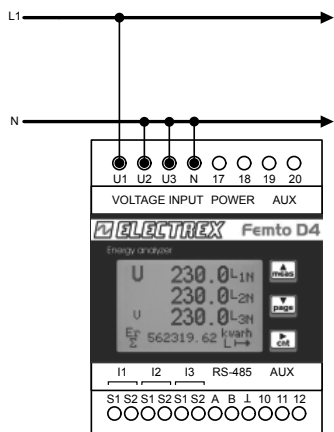 L1
N
U1 U2 U3 N 17 18 19 20
VOLTAGE INPUT POWER AUX
ELECTREX Femto D4
Energy analyzer
U 230.0 L1N
meas
230.0 L2N
U 230.0 L3N
page
Er Σ 562319.62 kvarh L
cnt
I1 I2 I3 RS-485 AUX
S1 S2 S1 S2 S1 S2 A B ⊥ 10 11 12